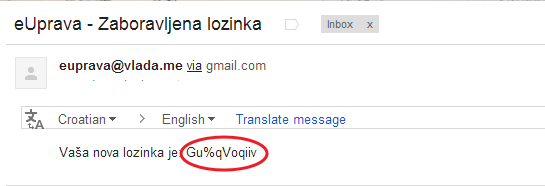 eUprava - Zaboravljena lozinka Inbox x
euprava@vlada.me via gmail.com
Croatian > English Translate message
Vaša nova lozinka je: Gu%qVoqiiv